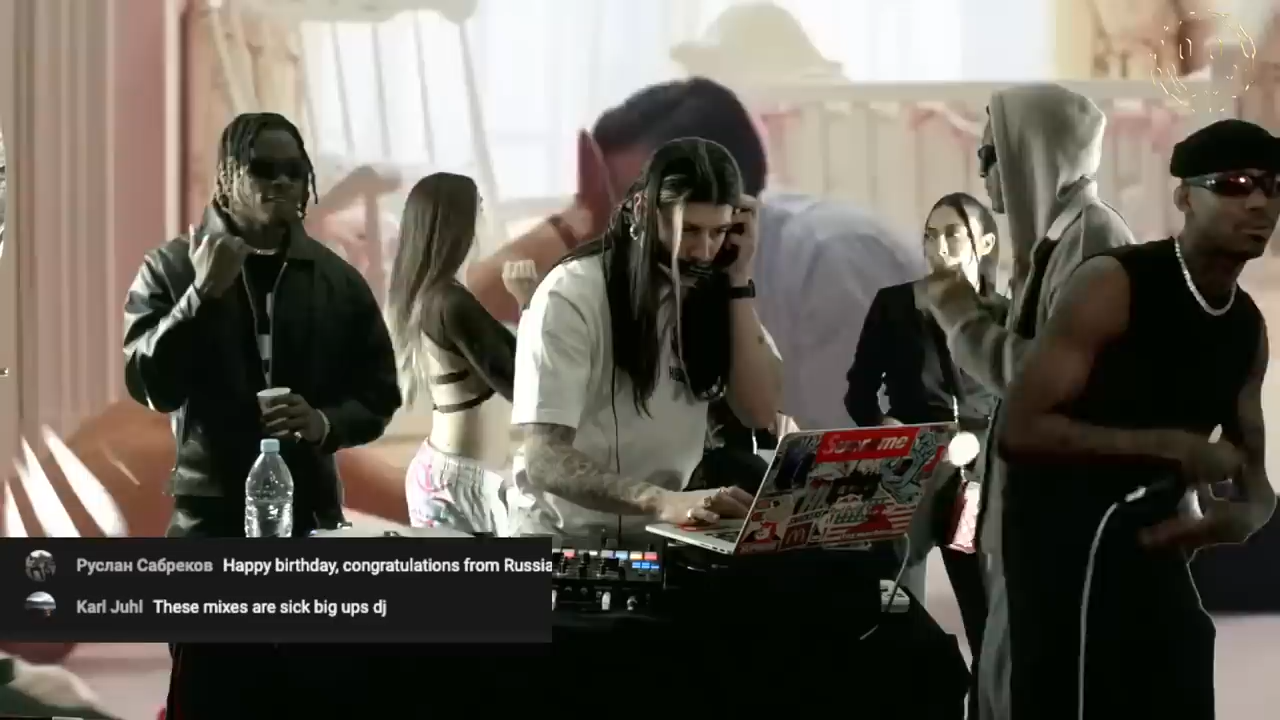 Supreme
Руслан Сабреков Happy birthday, congratulations from Russia
Karl Juhl These mixes are sick big ups dj